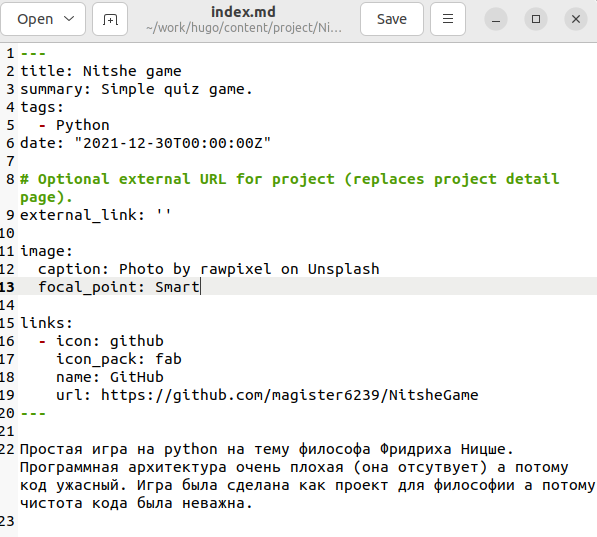 Open
index.md
~/work/hugo/content/project/Ni...
Save
1 ---
2 title: Nitshe game
3 summary: Simple quiz game.
4 tags:
5   - Python
6 date: "2021-12-30T00:00:00Z"
7
8 # Optional external URL for project (replaces project detail
page).
9 external_link: ''
10
11 image:
12   caption: Photo by rawpixel on Unsplash
13   focal_point: Smart
14
15 links:
16   - icon: github
17     icon_pack: fab
18     name: GitHub
19     url: https://github.com/magister6239/NitsheGame
20 ---
21
22 Простая игра на python на тему философа Фридриха Ницше.
Программная архитектура очень плохая (она отсутвует) а потому
код ужасный. Игра была сделана как проект для философии а потому
чистота кода была неважна.
23